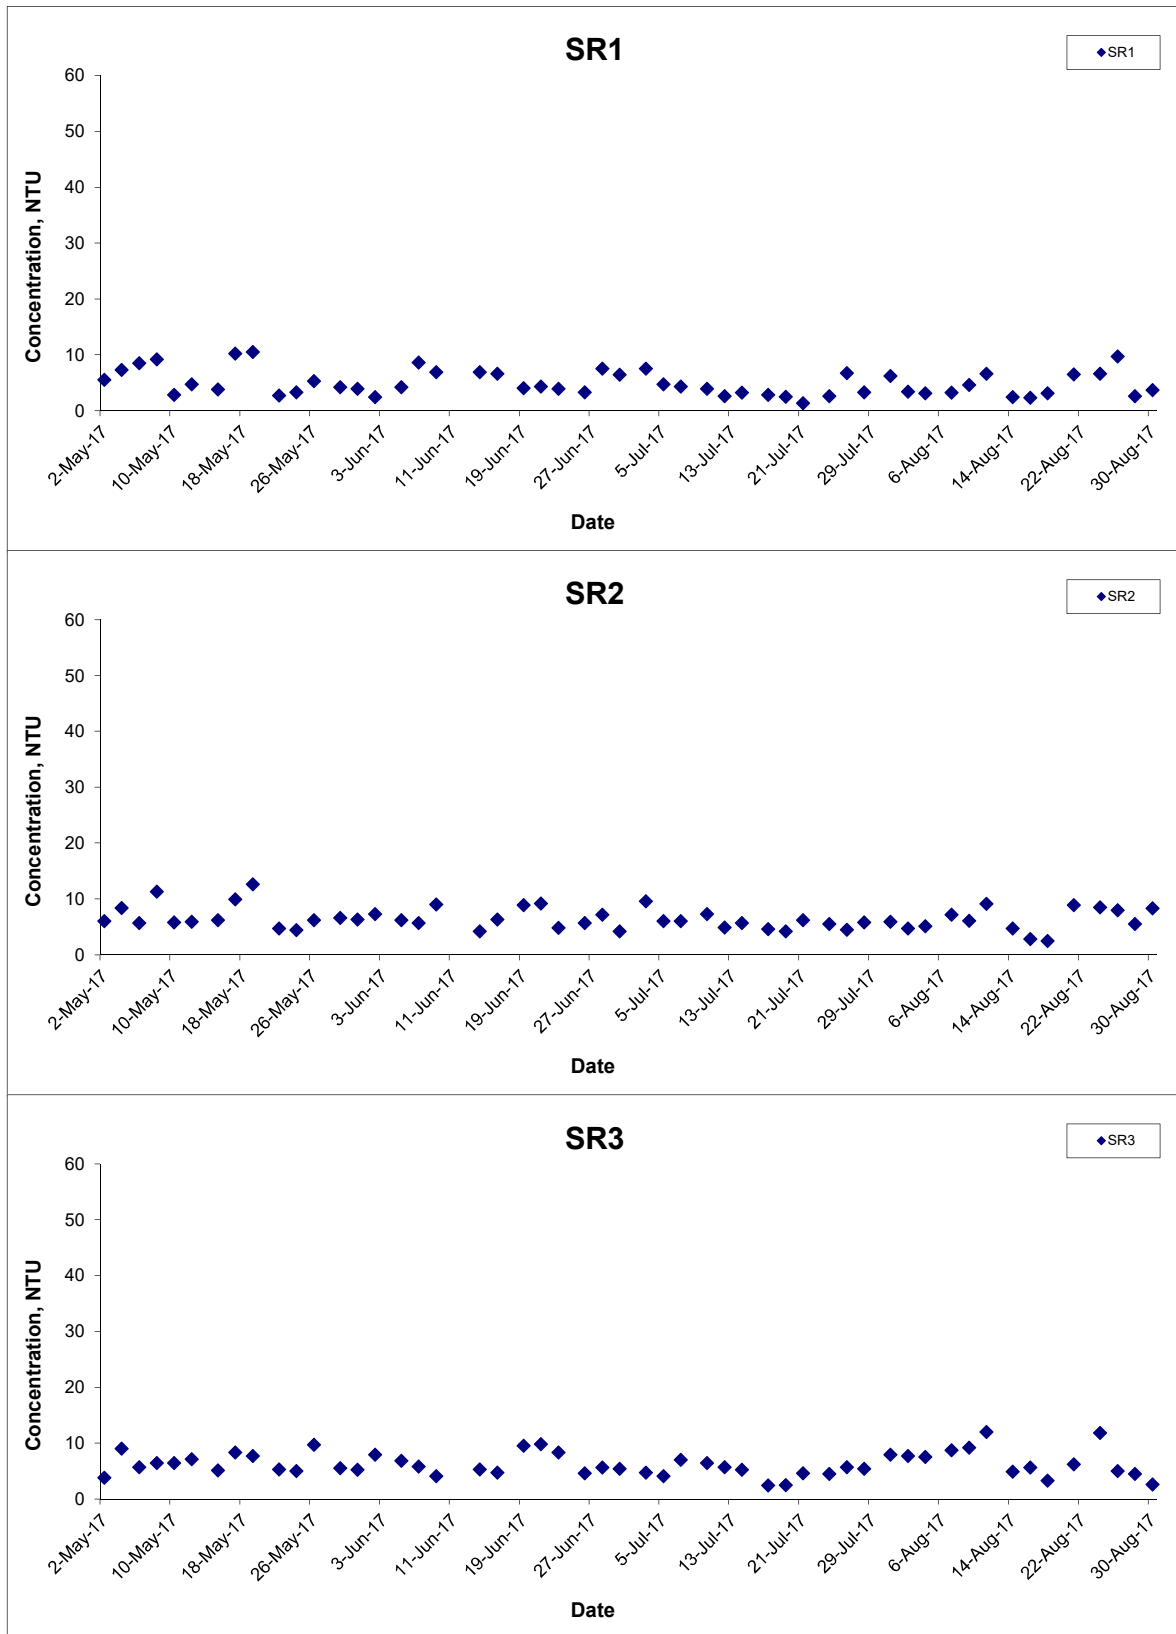 SR1
SR1
60
50
40
30
20
10
0
Concentration, NTU
2-May-17
10-May-17
18-May-17
26-May-17
3-Jun-17
11-Jun-17
19-Jun-17
27-Jun-17
5-Jul-17
13-Jul-17
21-Jul-17
29-Jul-17
6-Aug-17
14-Aug-17
22-Aug-17
30-Aug-17
Date
SR2
SR2
60
50
40
30
20
10
0
Concentration, NTU
2-May-17
10-May-17
18-May-17
26-May-17
3-Jun-17
11-Jun-17
19-Jun-17
27-Jun-17
5-Jul-17
13-Jul-17
21-Jul-17
29-Jul-17
6-Aug-17
14-Aug-17
22-Aug-17
30-Aug-17
Date
SR3
SR3
60
50
40
30
20
10
0
Concentration, NTU
2-May-17
10-May-17
18-May-17
26-May-17
3-Jun-17
11-Jun-17
19-Jun-17
27-Jun-17
5-Jul-17
13-Jul-17
21-Jul-17
29-Jul-17
6-Aug-17
14-Aug-17
22-Aug-17
30-Aug-17
Date